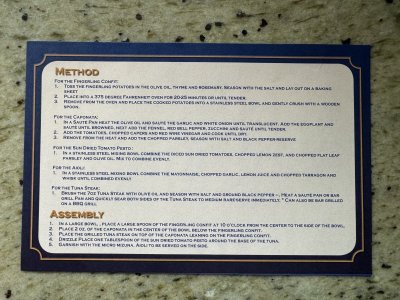 METHOD
FOR THE FINGERLING CONFIT:
1. TOSS THE FINGERLING POTATOES IN THE OLIVE OIL, THYME AND ROSEMARY. SEASON WITH THE SALT AND LAY OUT ON A BAKING
SHEET
2. PLACE INTO A 375 DEGREE FAHRENHEIT OVEN FOR 20-25 MINUTES OR UNTIL TENDER.
3. REMOVE FROM THE OVEN AND PLACE THE COOKED POTATOES INTO A STAINLESS STEEL BOWL AND GENTLY CRUSH WITH A WOODEN
SPOON.
FOR THE CAPONATA:
1. IN A SAUTE PAN HEAT THE OLIVE OIL AND SAUTE THE GARLIC AND WHITE ONION UNTIL TRANSLUCENT. ADD THE EGGPLANT AND
SAUTE UNTIL BROWNED. NEXT ADD THE FENNEL, RED BELL PEPPER, ZUCCHINI AND SAUTE UNTIL TENDER.
2. ADD THE TOMATOES, CHOPPED CAPERS AND RED WINE VINEGAR AND COOK UNTIL DRY.
3. REMOVE FROM THE HEAT AND ADD THE CHOPPED PARSLEY, SEASON WITH SALT AND BLACK PEPPER-RESERVE
FOR THE SUN DRIED TOMATO PESTO:
1. IN A STAINLESS STEEL MIXING BOWL, COMBINE THE DICED SUN DRIED TOMATOES, CHOPPED LEMON ZEST, AND CHOPPED FLAT LEAF
PARSLEY AND OLIVE OIL. MIX TO COMBINE EVENLY.
FOR THE AIOLI:
1. IN A STAINLESS STEEL MIXING BOWL, COMBINE THE MAYONNAISE, CHOPPED GARLIC, LEMON JUICE AND CHOPPED TARRAGON AND
WHISK UNTIL COMBINED EVENLY
FOR THE TUNA STEAK:
1. BRUSH THE 7OZ TUNA STEAK WITH OLIVE OIL AND SEASON WITH SALT AND GROUND BLACK PEPPER –. HEAT A SAUTE PAN OR BAR
GRILL PAN AND QUICKLY SEAR BOTH SIDES OF THE TUNA STEAK TO MEDIUM RARE SERVE IMMEDIATELY. * CAN ALSO BE BAR GRILLED
ON A BBQ GRILL
ASSEMBLY
1. IN A LARGE BOWL, PLACE A LARGE SPOON OF THE FINGERLING CONFIT AT 10 O'CLOCK FROM THE CENTER TO THE SIDE OF THE BOWL,
2. PLACE 2 OZ. OF THE CAPONATA IN THE CENTER OF THE BOWL BELOW THE FINGERLING CONFIT.
3. PLACE THE GRILLED TUNA STEAK ON TOP OF THE CAPONATA LEANING ON THE FINGERLING CONFIT.
4. DRIZZLE PLACE ONE TABLESPOON OF THE SUN DRIED TOMATO PESTO AROUND THE BASE OF THE TUNA.
5. GARNISH WITH THE MICRO MIZUNA. AIOLI TO BE SERVED ON THE SIDE.